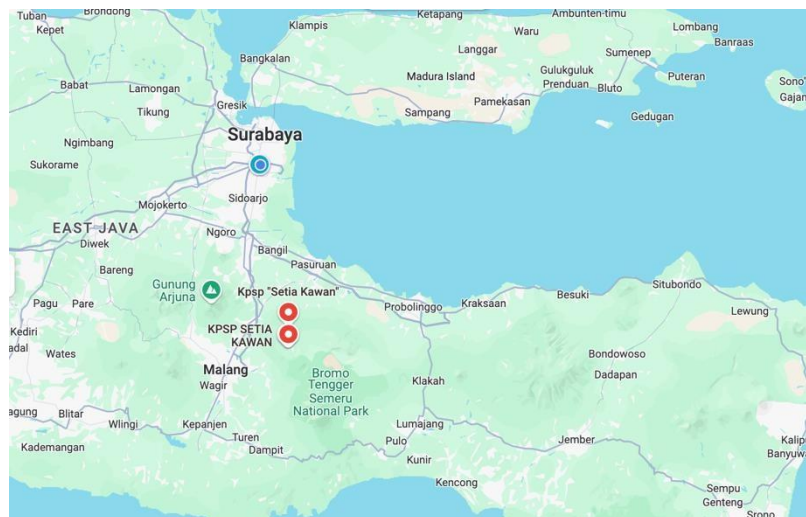 Tuban
Brondong
Kepet
Klampis
Ketapang
Waru
Ambunten-timu
Lombang
Banraas
Bangkalan
Langgar
Sumenep
Babat
Lamongan
Madura Island
Gulukguluk
Prenduan
Bluto
Puteran
Sono'
Gajan
Gresik
Tikung
Pamekasan
Sampang
Gedugan
Ngimbang
Surabaya
Sukorame
Sidoarjo
Mojokerto
EAST JAVA
Diwek
Ngoro
Bangil
Bareng
Pasuruan
Gunung
Arjuna
Kpsp "Setia Kawan"
Situbondo
Pagu
Pare
Probolinggo
Kraksaan
Besuki
Lewung
Kediri
KPSP SETIA
KAWAN
adal
Wates
Malang
Wagir
Bromo
Tengger
Semeru
National Park
Klakah
Bondowoso
Dadapan
agung
Blitar
Wlingi
Kepanjen
Lumajang
Turen
Pulo
Jember
Kalip
Kademangan
Dampit
Kunir
Banyuwa
Kencong
Sempu
Genteng
Srono